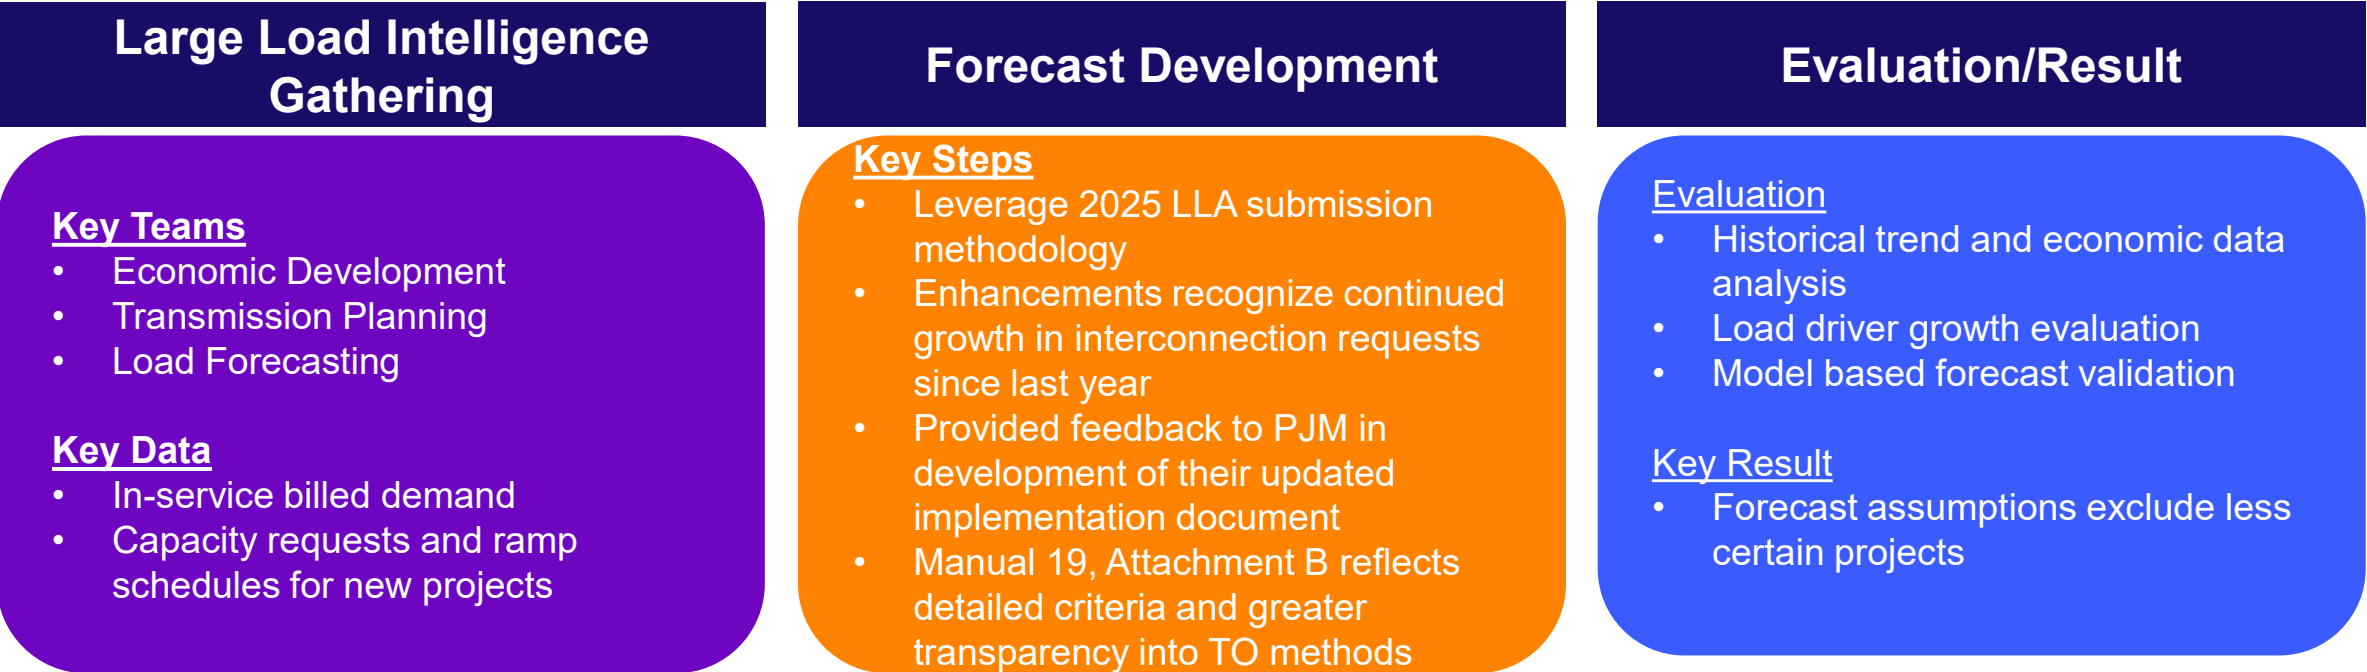 Large Load Intelligence
Gathering
Key Teams
• Economic Development
• Transmission Planning
• Load Forecasting
Key Data
• In-service billed demand
• Capacity requests and ramp
schedules for new projects
Forecast Development
Key Steps
• Leverage 2025 LLA submission
methodology
• Enhancements recognize continued
growth in interconnection requests
since last year
• Provided feedback to PJM in
development of their updated
implementation document
• Manual 19, Attachment B reflects
detailed criteria and greater
transparency into TO methods
Evaluation/Result
Evaluation
• Historical trend and economic data
analysis
• Load driver growth evaluation
• Model based forecast validation
Key Result
• Forecast assumptions exclude less
certain projects